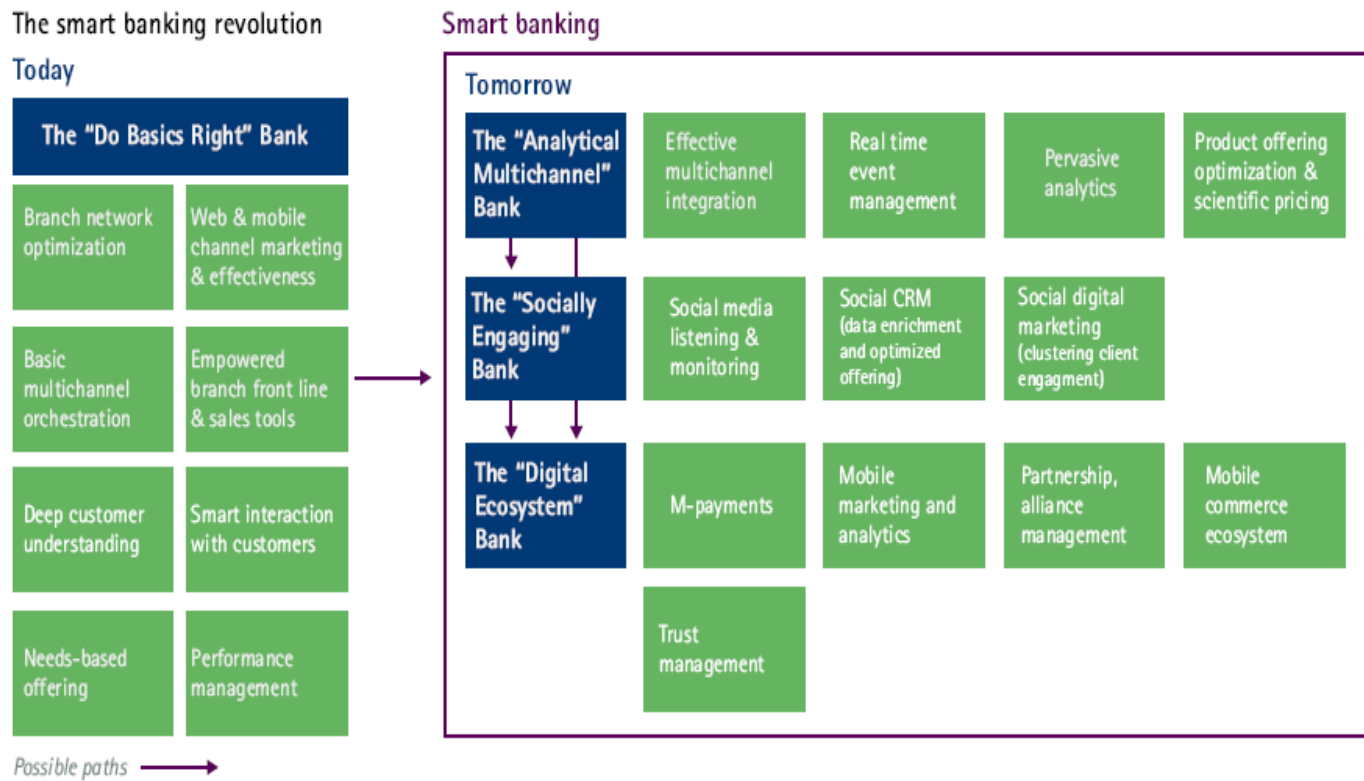 The smart banking revolution
Smart banking
Today
The "Do Basics Right" Bank
Branch network
optimization
Web & mobile
channel marketing
& effectiveness
Basic
multichannel
orchestration
Empowered
branch front line
& sales tools
Deep customer
understanding
Smart interaction
with customers
Needs-based
offering
Performance
management
Possible paths
Tomorrow
The "Analytical
Multichannel"
Bank
Effective
multichannel
integration
Real time
event
management
Pervasive
analytics
Product offering
optimization &
scientific pricing
The "Socially
Engaging"
Bank
Social media
listening &
monitoring
Social CRM
(data enrichment
and optimized
offering)
Social digital
marketing
(clustering client
engagment)
The "Digital
Ecosystem"
Bank
M-payments
Mobile
marketing and
analytics
Partnership,
alliance
management
Mobile
commerce
ecosystem
Trust
management